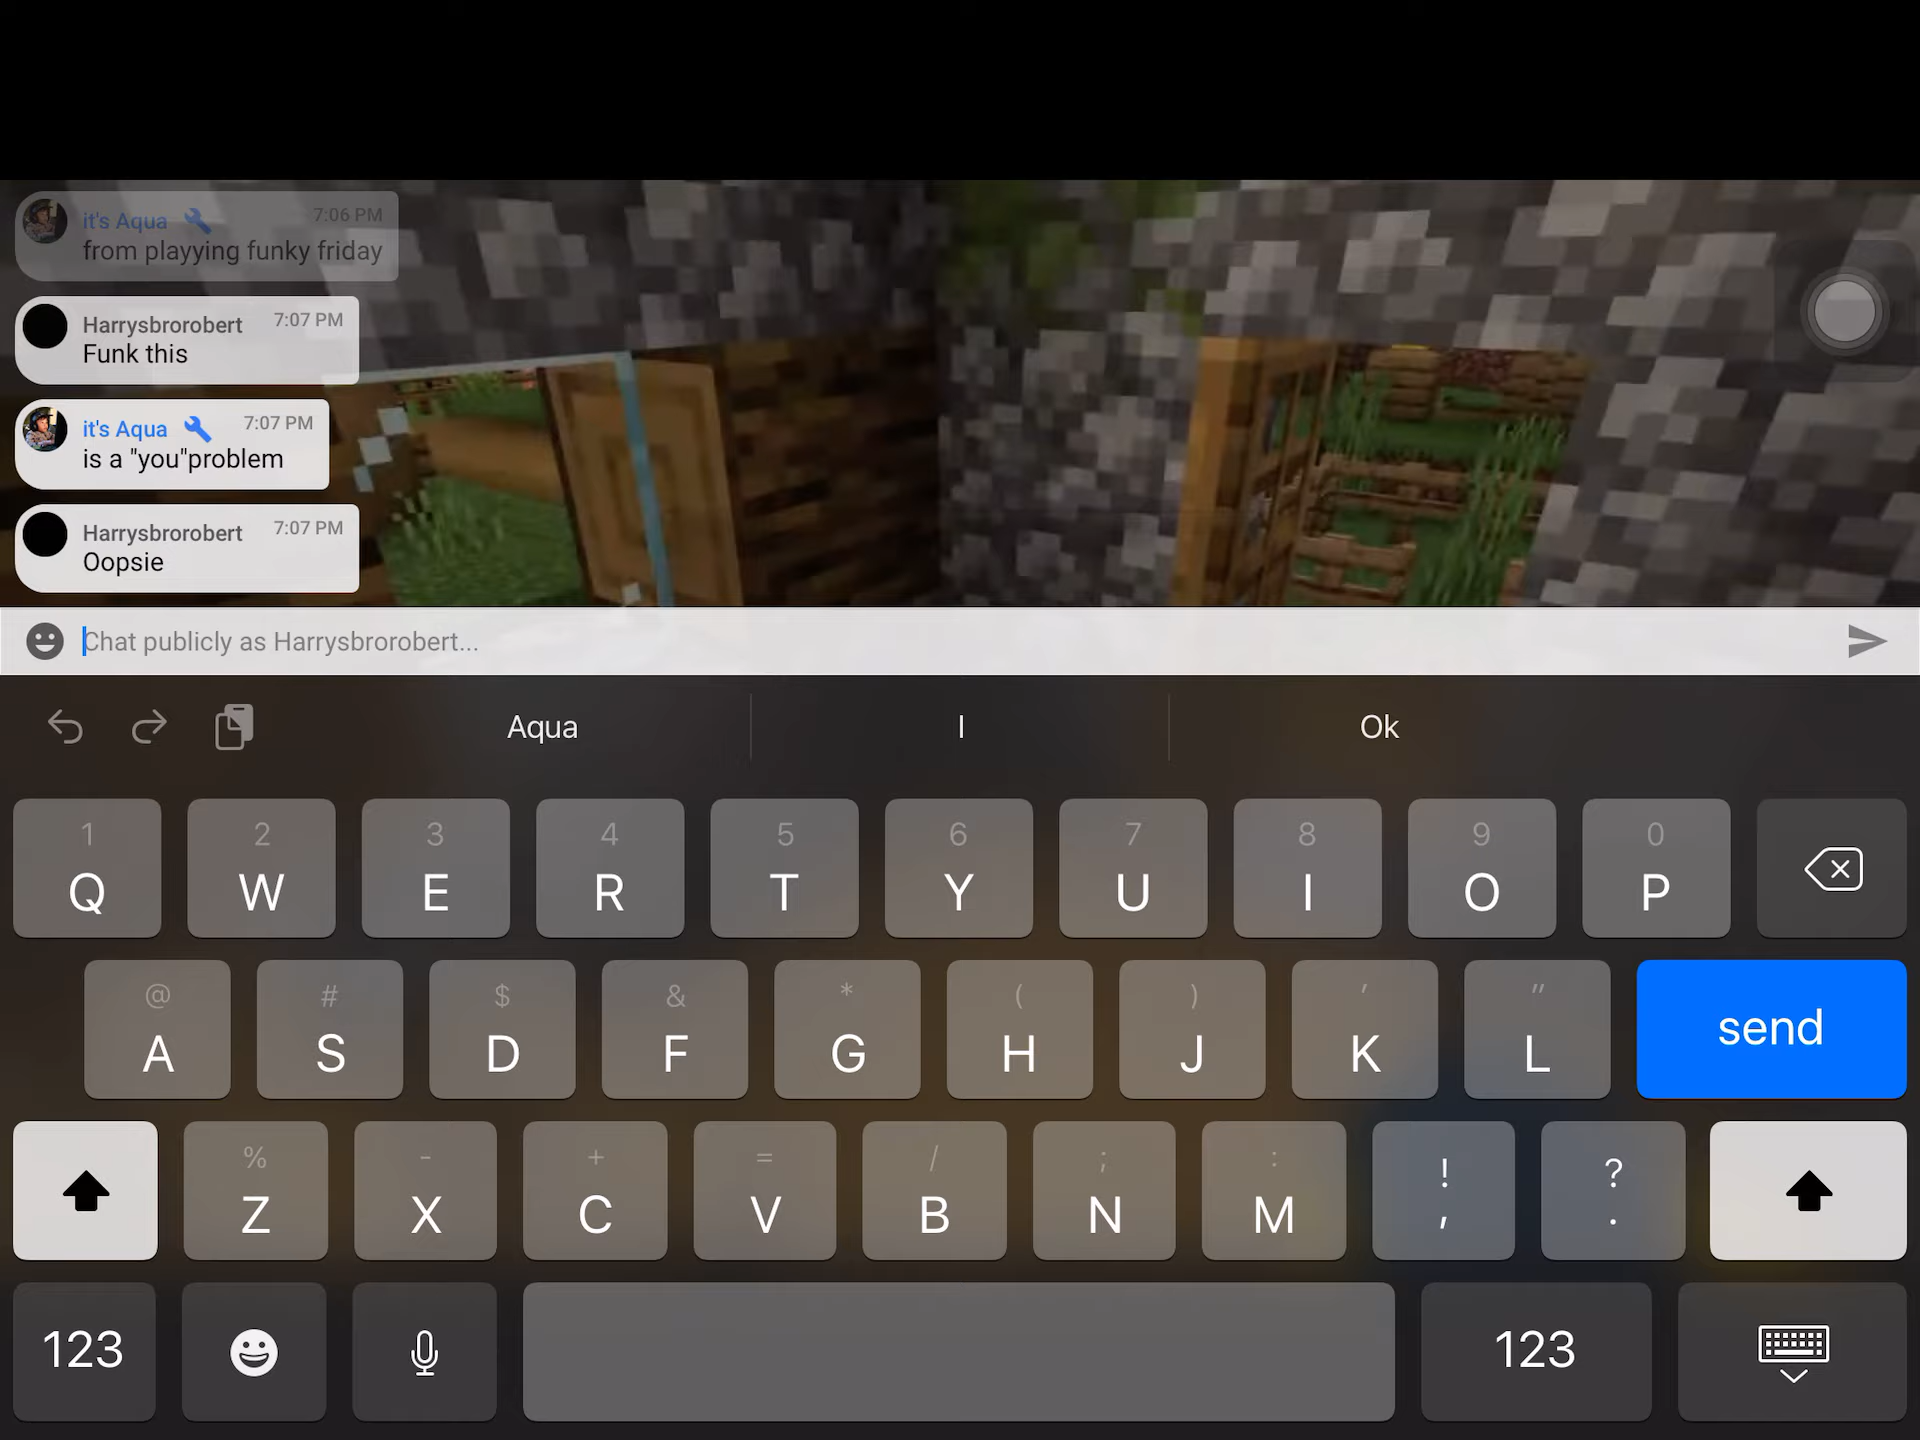 it's Aqua 7:06 PM
from playying funky friday
Harrysbrorobert 7:07 PM
Funk this
it's Aqua 7:07 PM
is a "you"problem
Harrysbrorobert 7:07 PM
Oopsie
Chat publicly as Harrysbrorobert...
Aqua I Ok
1 2 3 4 5 6 7 8 9 0
Q W E R T Y U I O P
@ # $ & * ( ) ' "
A S D F G H J K L send
% - + = / ; : ! ?
Z X C V B N M , .
123 123